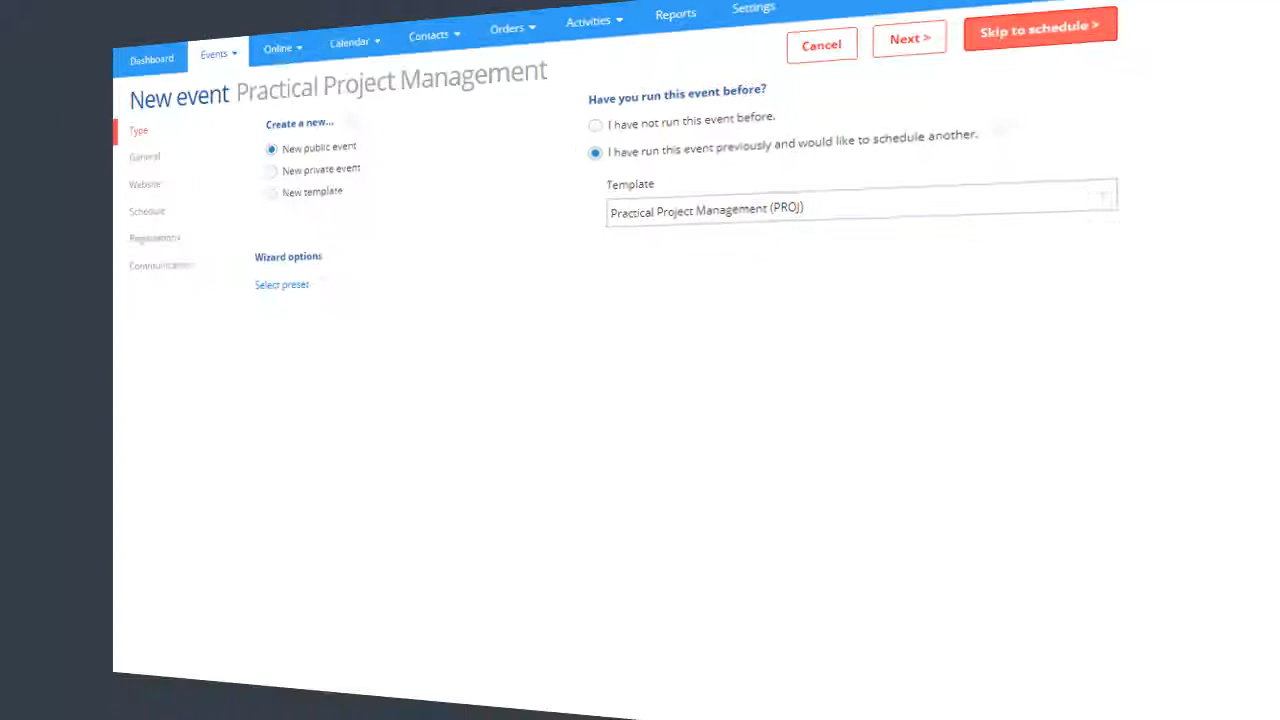 Dashboard Events Online Calendar Contacts Orders Activities Reports Settings
Cancel Next > Skip to schedule >
New event Practical Project Management
Type
General
Website
Schedule
Registrations
Communications
Create a new...
New public event
New private event
New template
Wizard options
Select preset
Have you run this event before?
I have not run this event before.
I have run this event previously and would like to schedule another.
Template
Practical Project Management (PROJ)